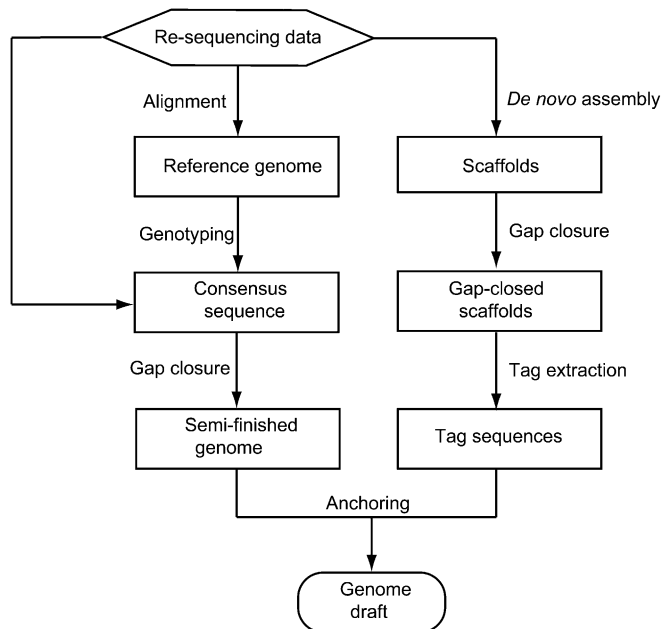 Re-sequencing data
Alignment
De novo assembly
Reference genome
Scaffolds
Genotyping
Gap closure
Consensus
sequence
Gap-closed
scaffolds
Gap closure
Tag extraction
Semi-finished
genome
Tag sequences
Anchoring
Genome
draft